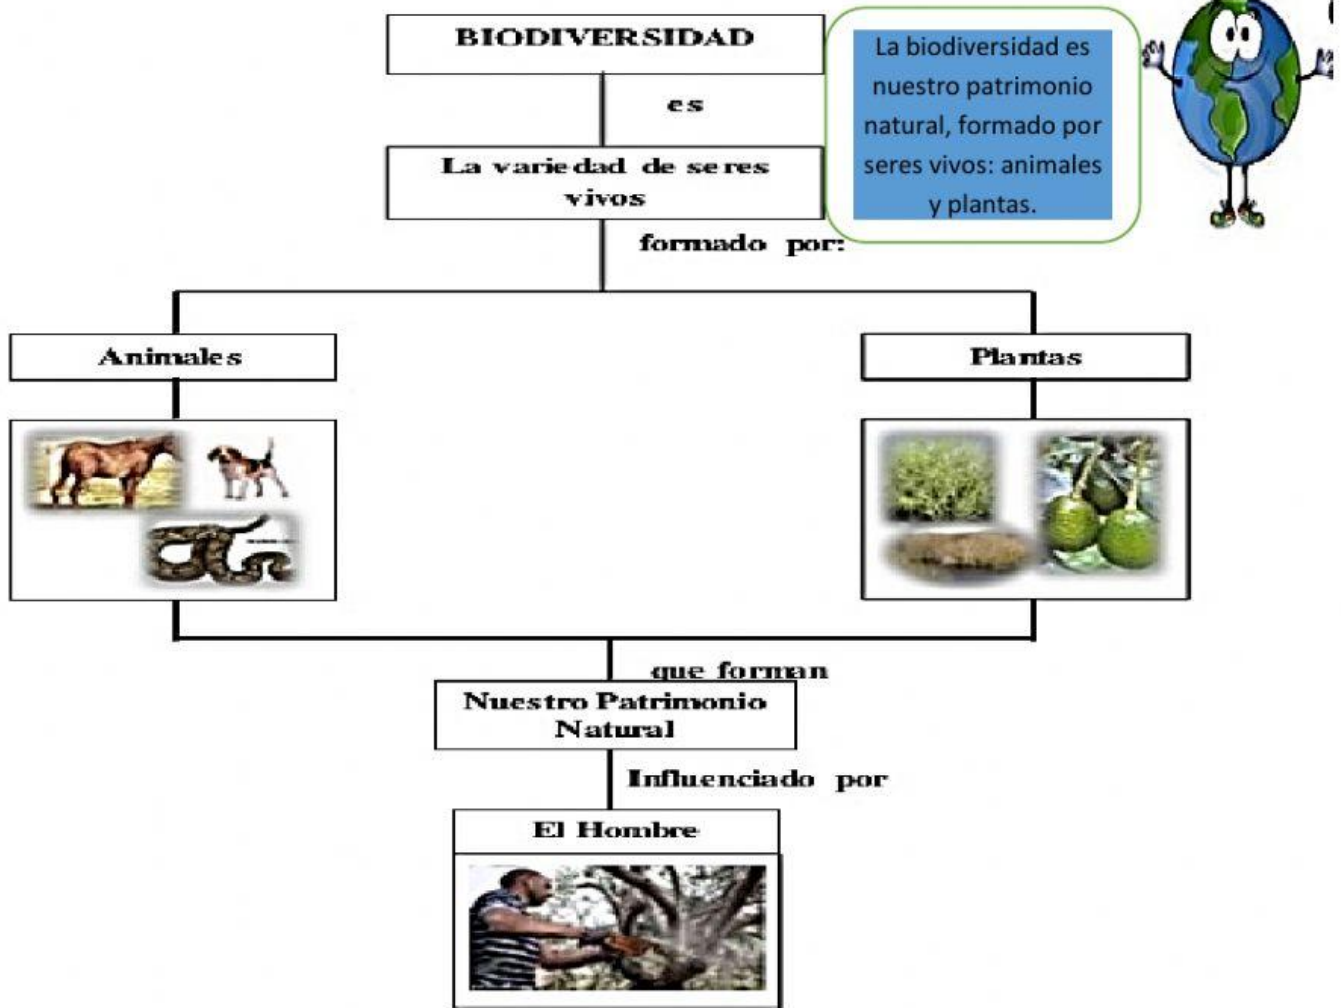 BIODIVERSIDAD
La biodiversidad es
nuestro patrimonio
natural, formado por
seres vivos: animales
y plantas.
es
La variedad de seres
vivos
formado por:
Animales
Plantas
que forman
Nuestro Patrimonio
Natural
Influenciado por
El Hombre